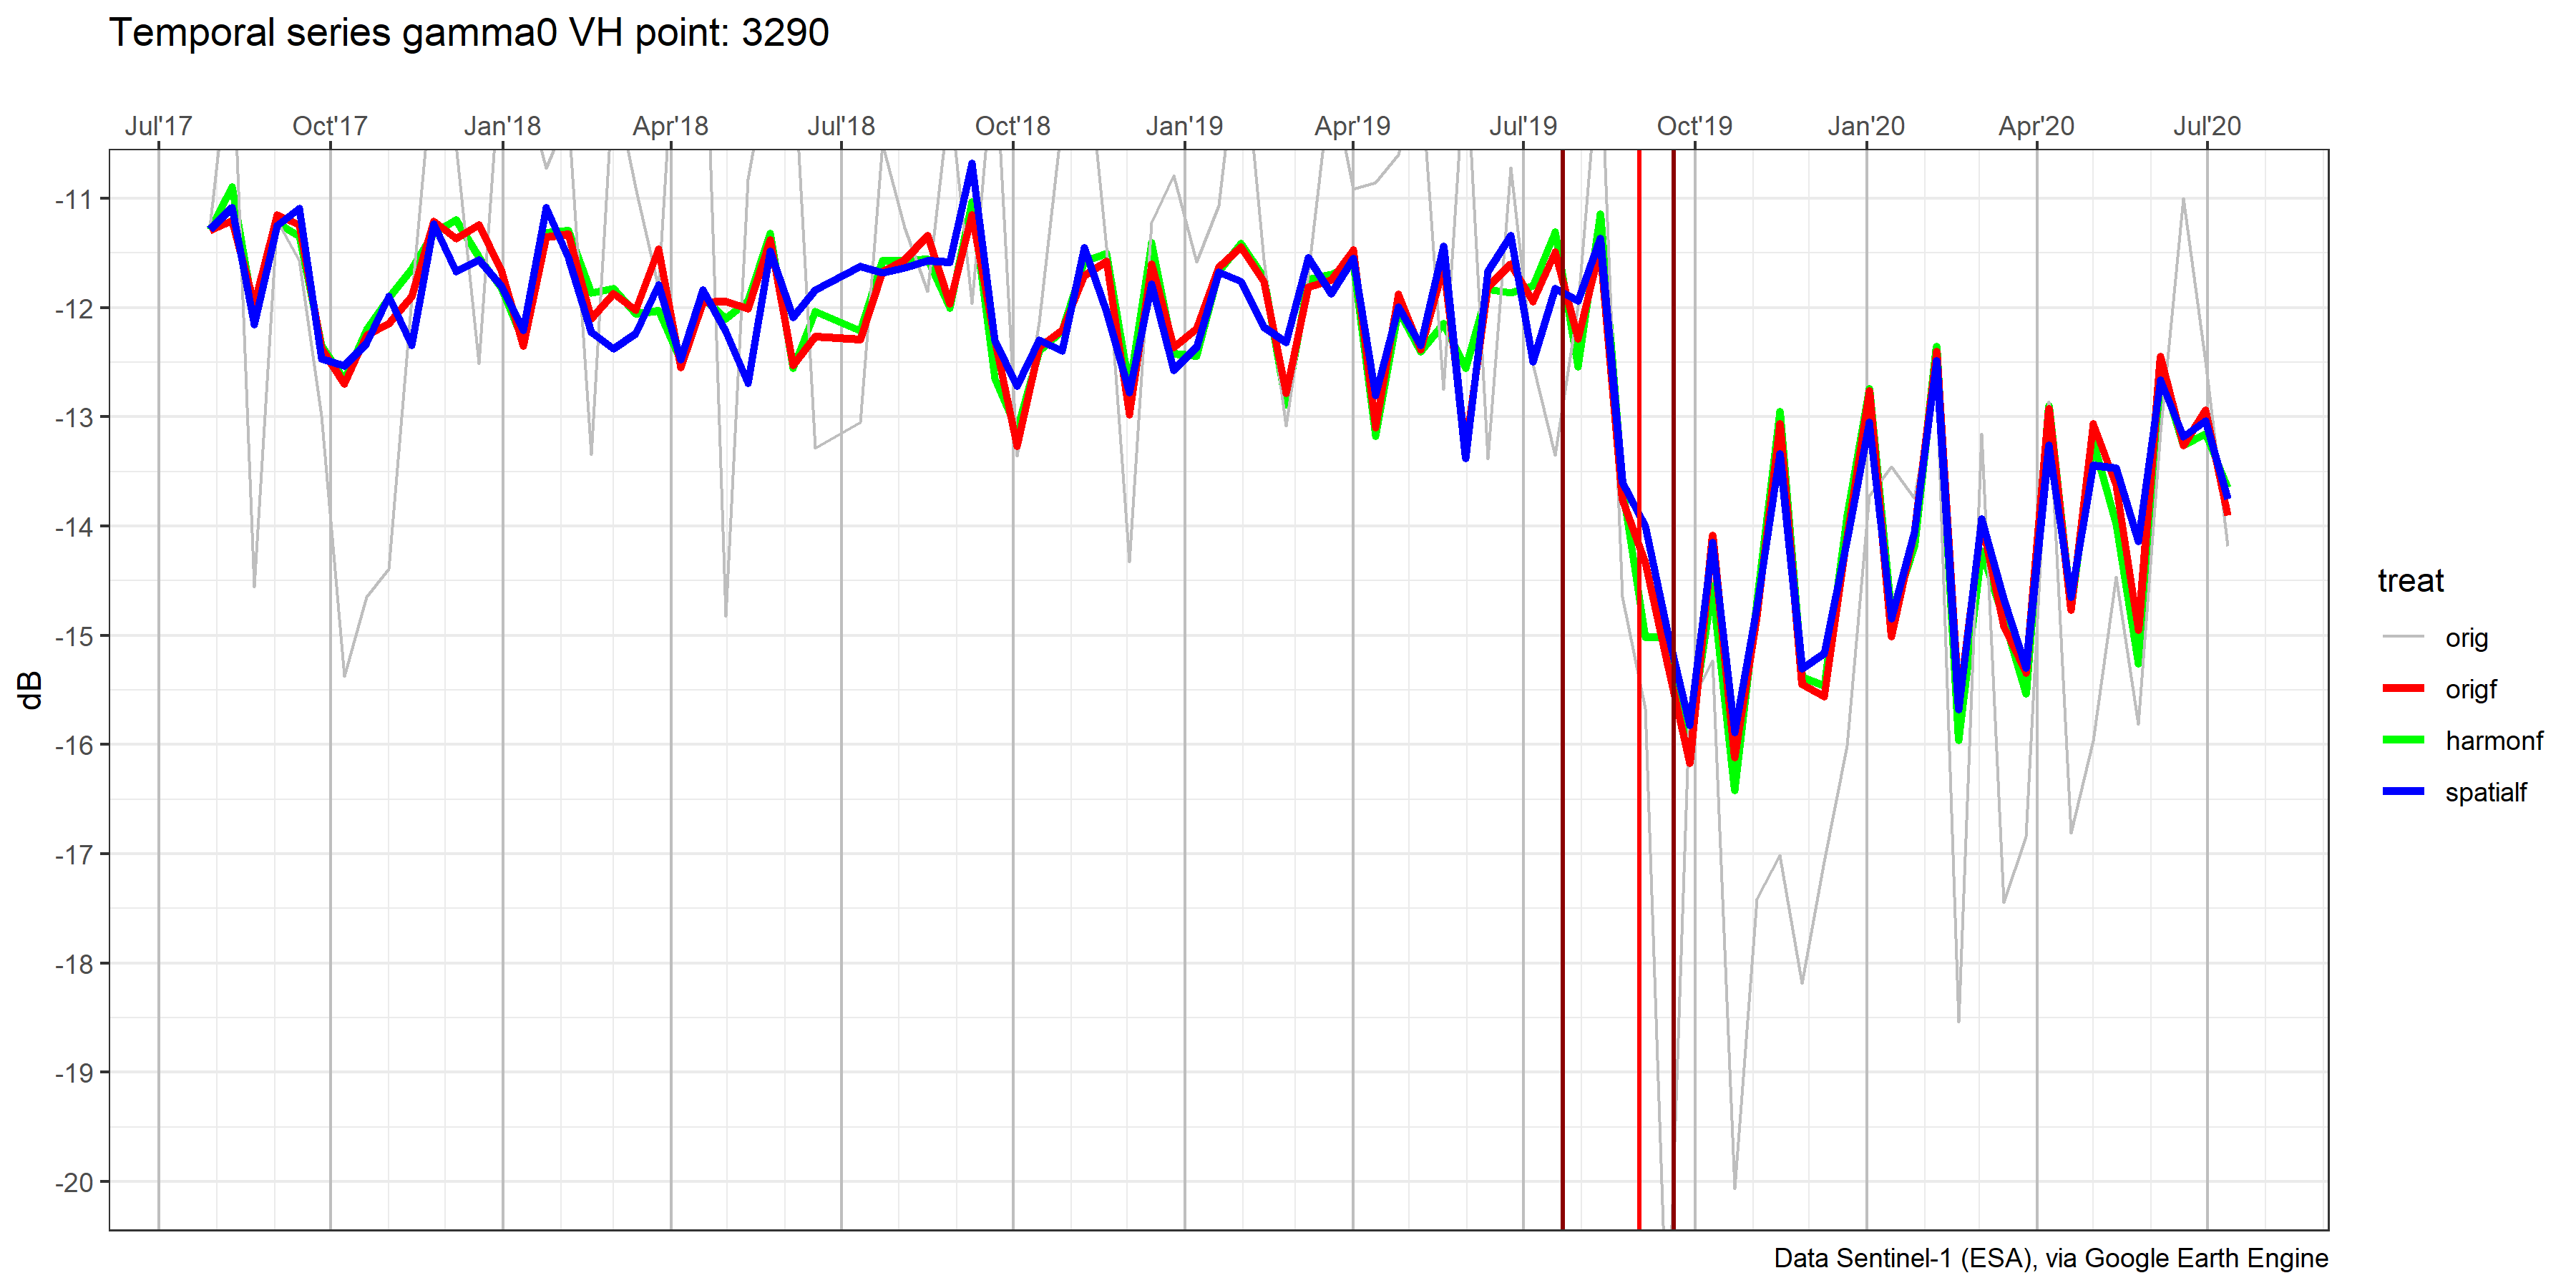 Temporal series gamma0 VH point: 3290
Jul'17 Oct'17 Jan'18 Apr'18 Jul'18 Oct'18 Jan'19 Apr'19 Jul'19 Oct'19 Jan'20 Apr'20 Jul'20
-11
-12
-13
-14
-15
-16
-17
-18
-19
-20
dB
treat
orig
origf
harmonf
spatialf
Data Sentinel-1 (ESA), via Google Earth Engine